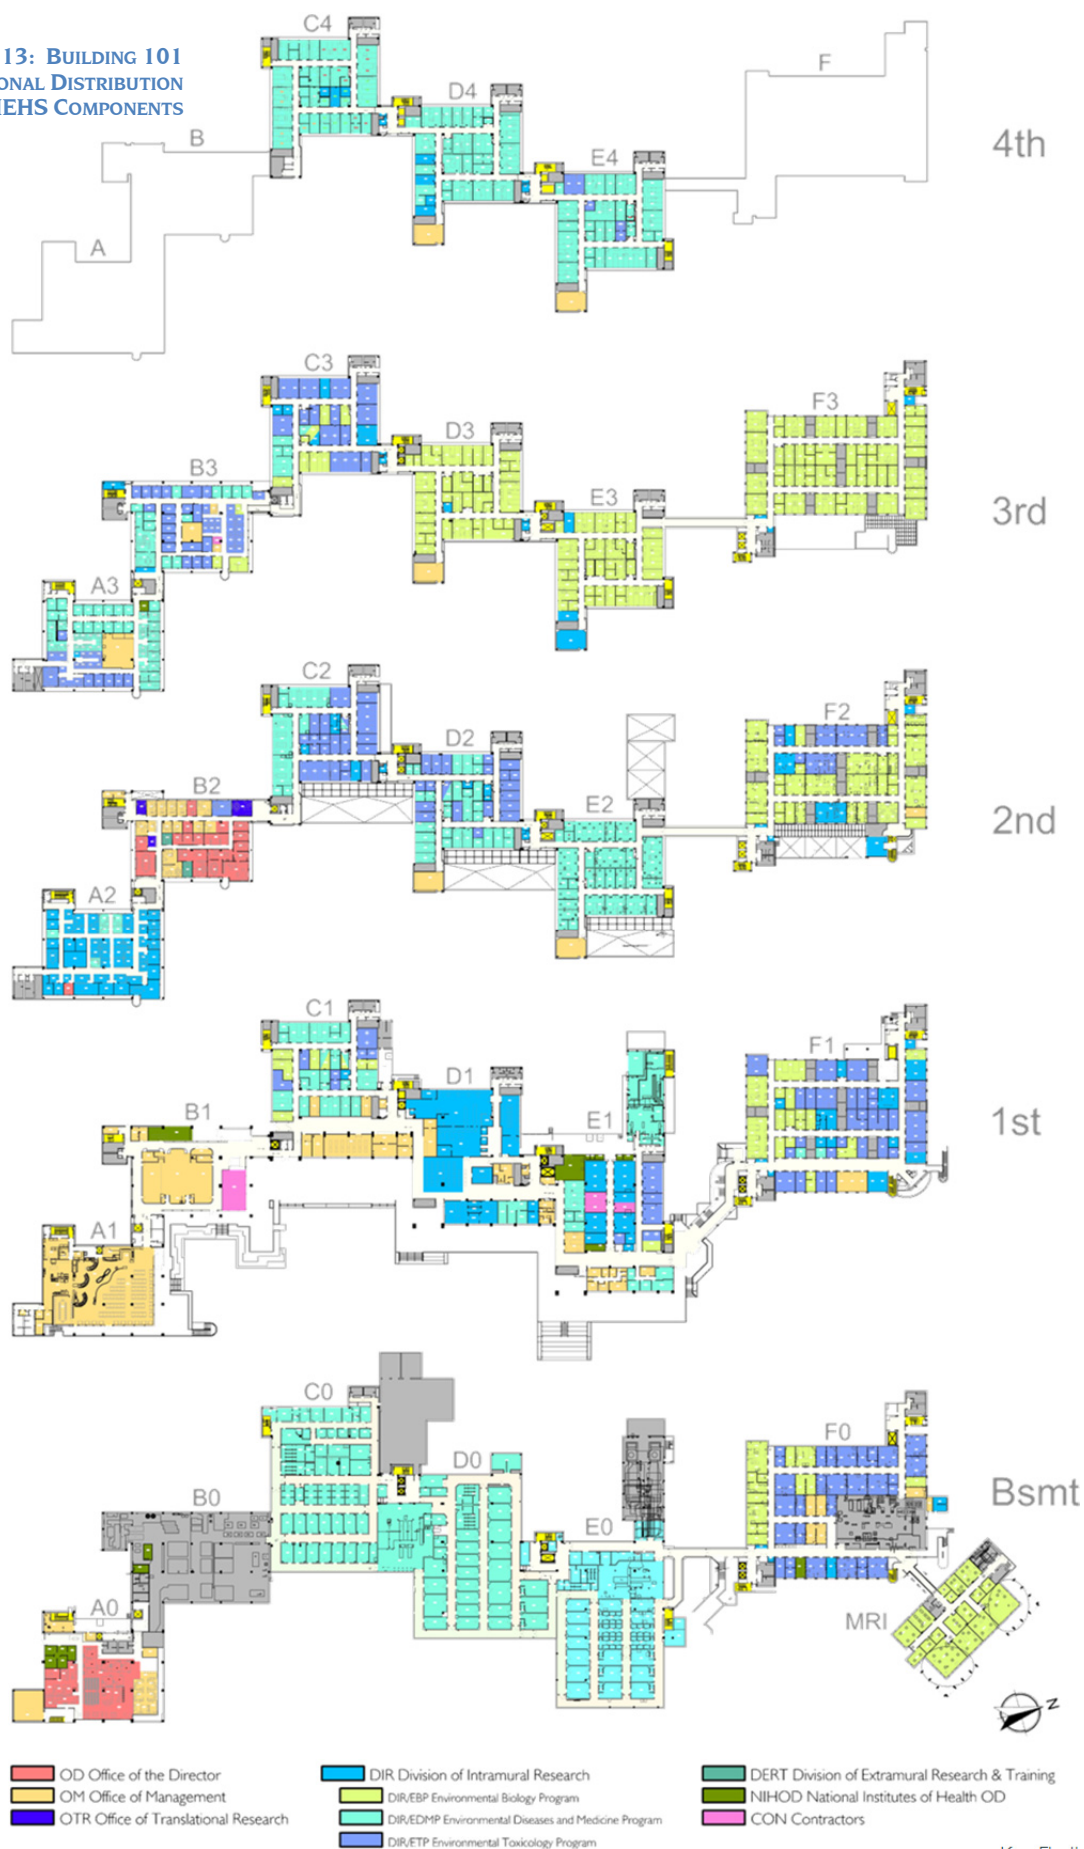 13: BUILDING 101
ONAL DISTRIBUTION
IEHS COMPONENTS
C4
D4
F
B
E4
4th
A
C3
F3
D3
B3
E3
3rd
A3
C2
F2
D2
B2
E2
2nd
A2
C1
F1
D1
B1
E1
1st
A1
C0
F0
D0
B0
E0
Bsmt
A0
MRI
N
OD Office of the Director
OM Office of Management
OTR Office of Translational Research
DIR Division of Intramural Research
DIR/EBP Environmental Biology Program
DIR/EDMP Environmental Diseases and Medicine Program
DIR/ETP Environmental Toxicology Program
DERT Division of Extramural Research & Training
NIHOD National Institutes of Health OD
CON Contractors